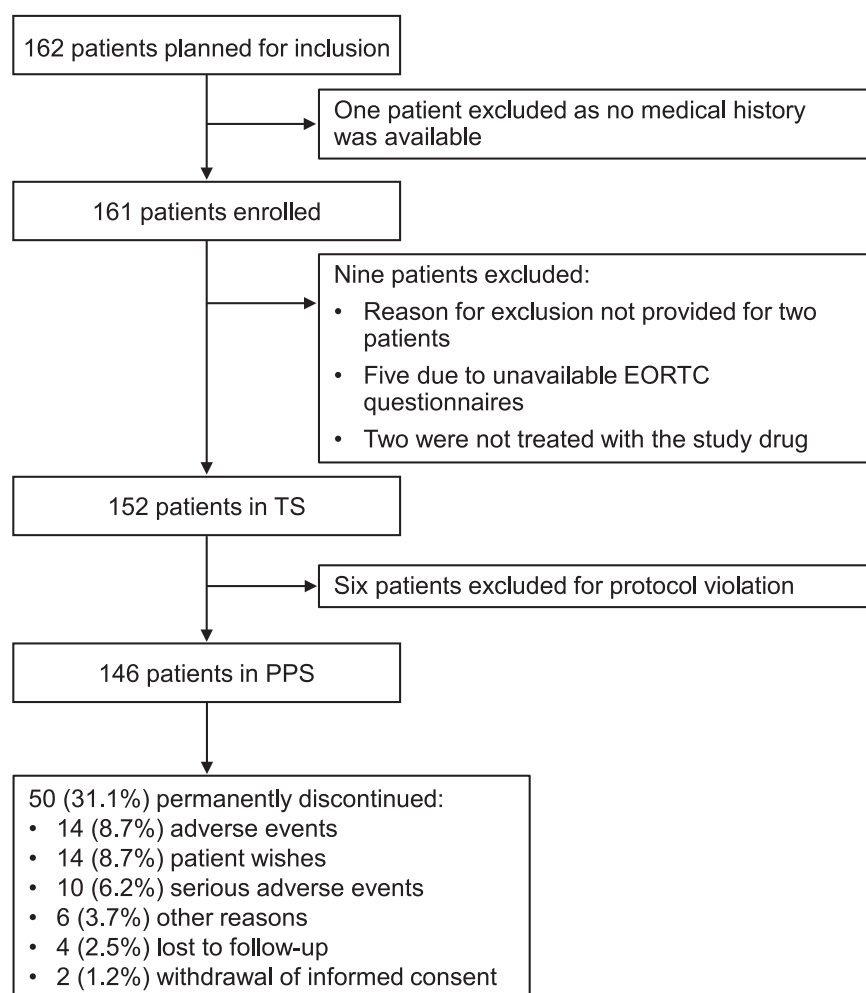 162 patients planned for inclusion
One patient excluded as no medical history
was available
161 patients enrolled
Nine patients excluded:
• Reason for exclusion not provided for two
patients
• Five due to unavailable EORTC
questionnaires
• Two were not treated with the study drug
152 patients in TS
Six patients excluded for protocol violation
146 patients in PPS
50 (31.1%) permanently discontinued:
• 14 (8.7%) adverse events
• 14 (8.7%) patient wishes
• 10 (6.2%) serious adverse events
• 6 (3.7%) other reasons
• 4 (2.5%) lost to follow-up
• 2 (1.2%) withdrawal of informed consent